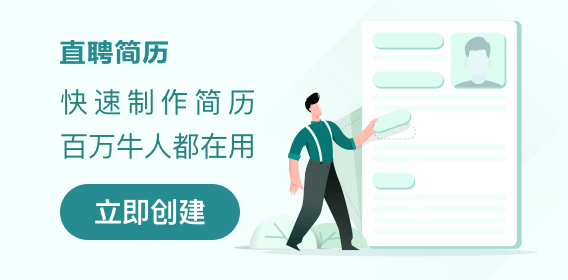 直聘简历
快速制作简历
百万牛人都在用
立即创建